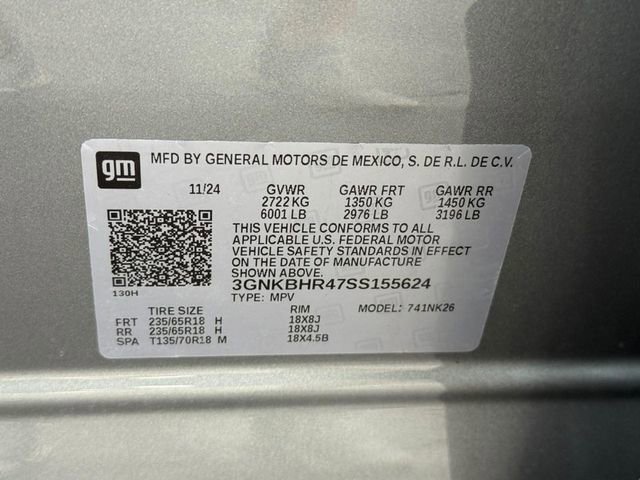 gm MFD BY GENERAL MOTORS DE MEXICO, S. DE R.L. DE C.V.
11/24 GVWR GAWR FRT GAWR RR
2722 KG 1350 KG 1450 KG
6001 LB 2976 LB 3196 LB
THIS VEHICLE CONFORMS TO ALL
APPLICABLE U.S. FEDERAL MOTOR
VEHICLE SAFETY STANDARDS IN EFFECT
ON THE DATE OF MANUFACTURE
SHOWN ABOVE.
3GNKBHR47SS155624
130H TYPE: MPV MODEL: 741NK26
TIRE SIZE RIM
FRT 235/65R18 H 18X8J
RR 235/65R18 H 18X8J
SPA T135/70R18 M 18X4.5B